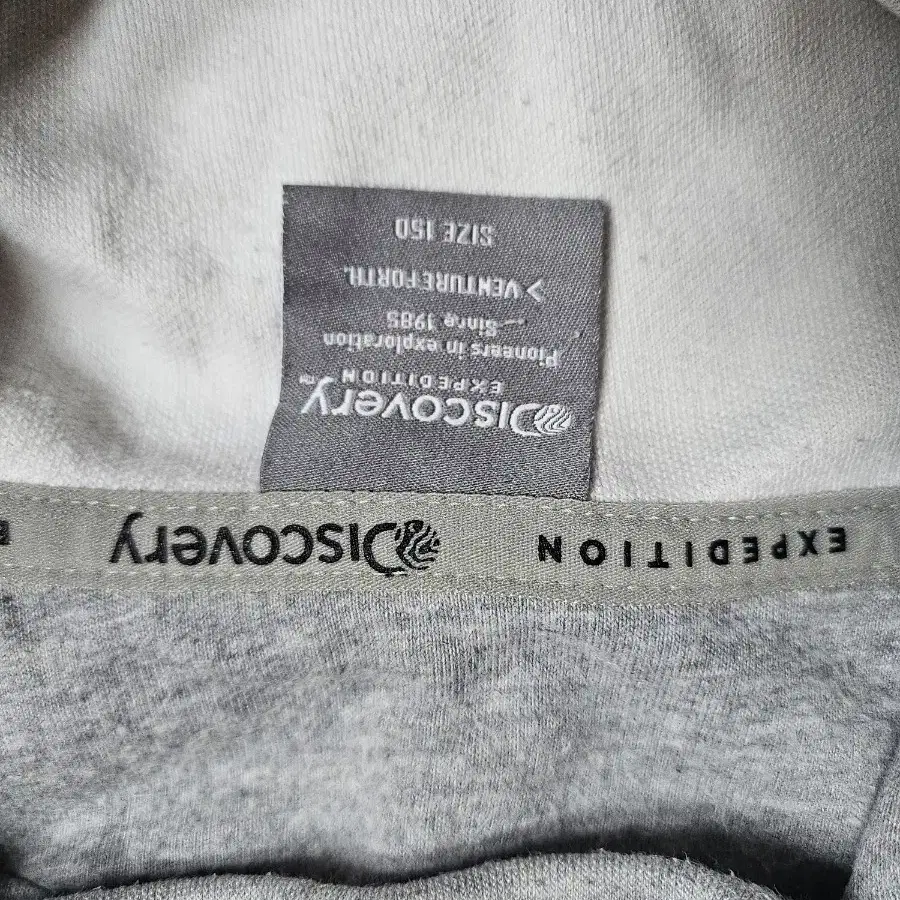 Discovery
EXPEDITION
Pioneers in exploration
Since 1985
> VENTURE FORTH.
SIZE 150
EXPEDITION Discovery